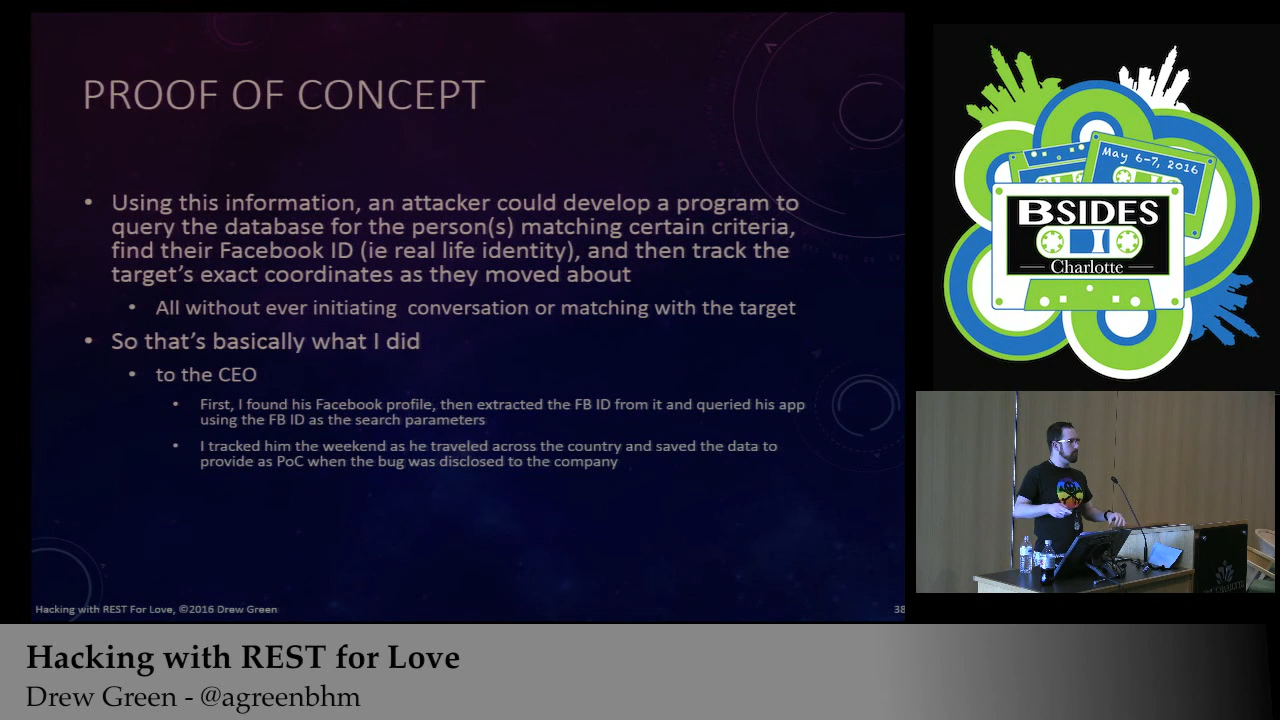 PROOF OF CONCEPT
• Using this information, an attacker could develop a program to
query the database for the person(s) matching certain criteria,
find their Facebook ID (ie real life identity), and then track the
target's exact coordinates as they moved about
• All without ever initiating conversation or matching with the target
• So that's basically what I did
• to the CEO
• First, I found his Facebook profile, then extracted the FB ID from it and queried his app
using the FB ID as the search parameters
• I tracked him the weekend as he traveled across the country and saved the data to
provide as PoC when the bug was disclosed to the company
Hacking with REST For Love, ©2016 Drew Green
38
May 6-7, 2016
BSIDES
Charlotte
Hacking with REST for Love
Drew Green - @agreenbhm